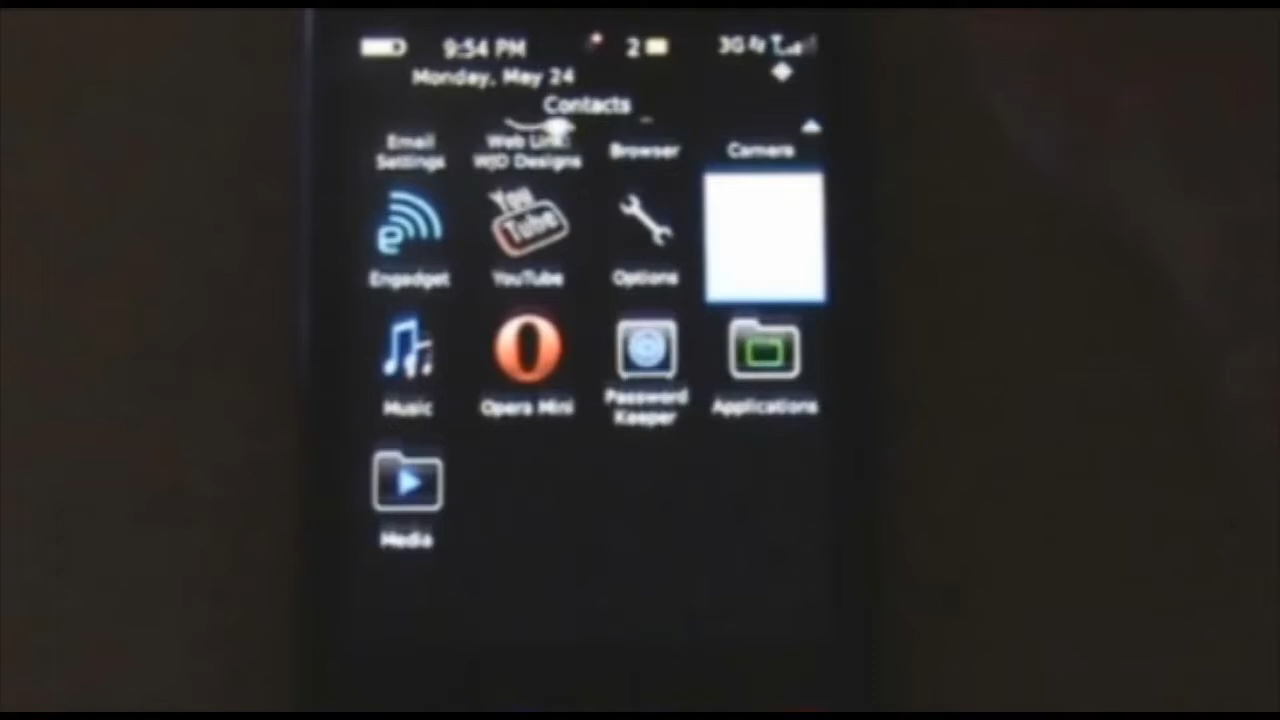 9:54 PM 2 3G
Monday, May 24
Contacts
Email Settings
Web Link: WJD Designs
Browser
Camera
You Tube
Engadget
YouTube
Options
Music
Opera Mini
Password Keeper
Applications
Media